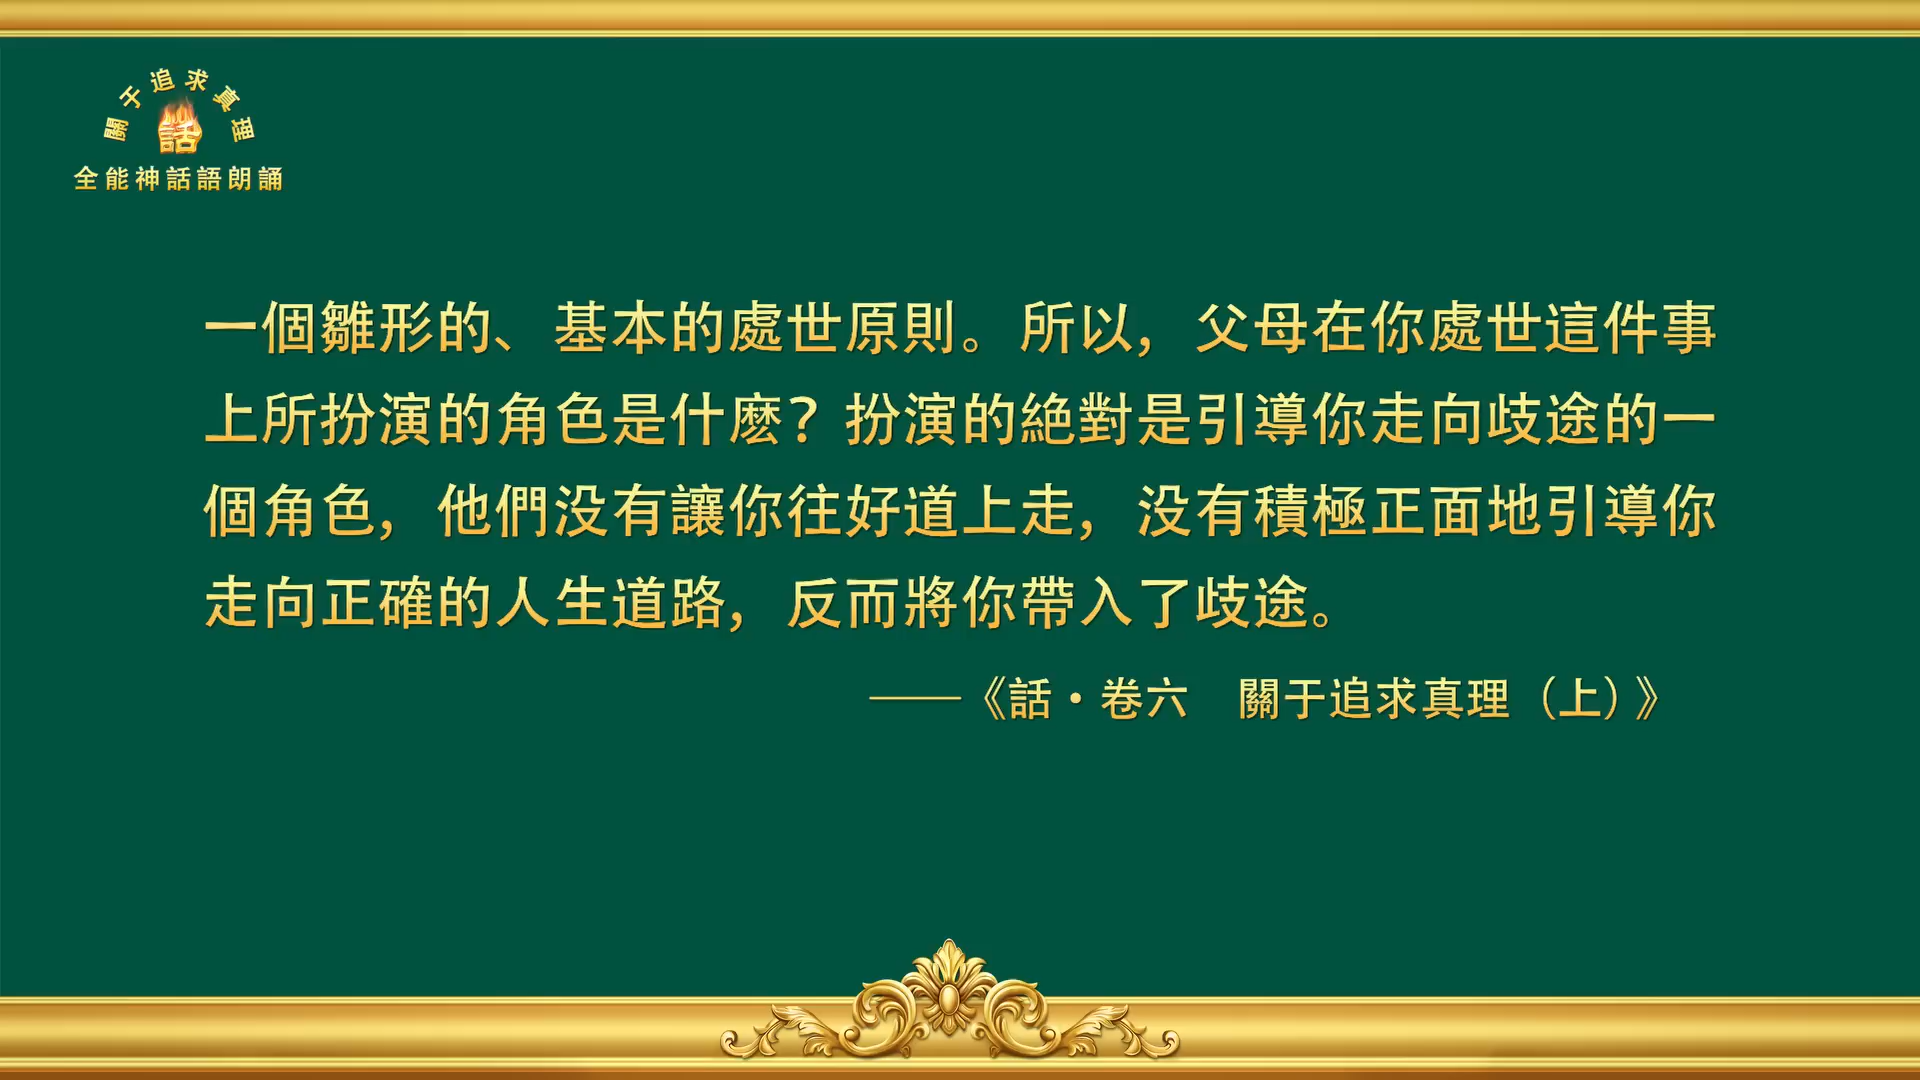 關于追求真理
話
全能神話語朗誦
一個雛形的、基本的處世原則。所以，父母在你處世這件事
上所扮演的角色是什麽？扮演的絶對是引導你走向歧途的一
個角色，他們没有讓你往好道上走，没有積極正面地引導你
走向正確的人生道路，反而將你帶入了歧途。
——《話・卷六　關于追求真理（上）》